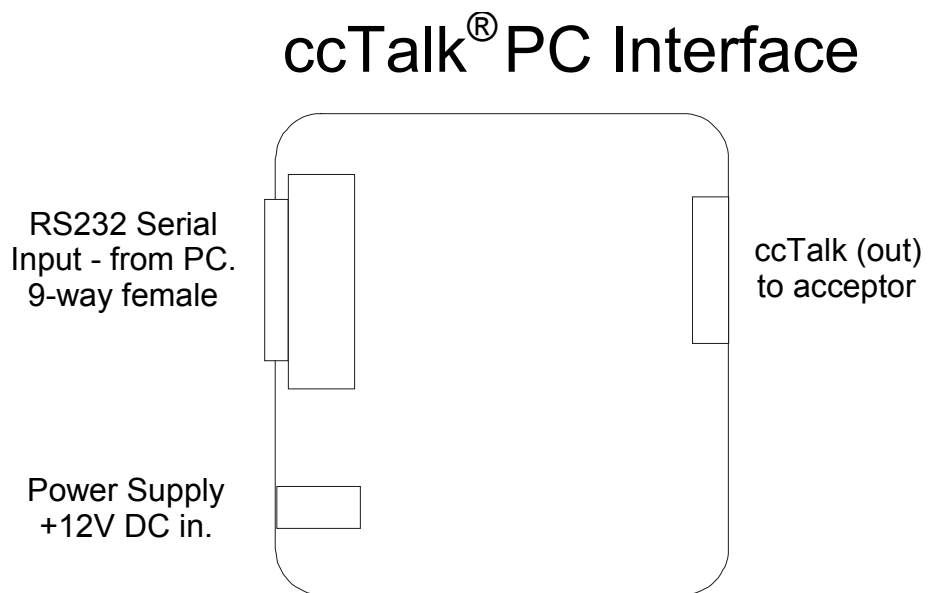 ccTalk® PC Interface
RS232 Serial
Input - from PC.
9-way female
ccTalk (out)
to acceptor
Power Supply
+12V DC in.